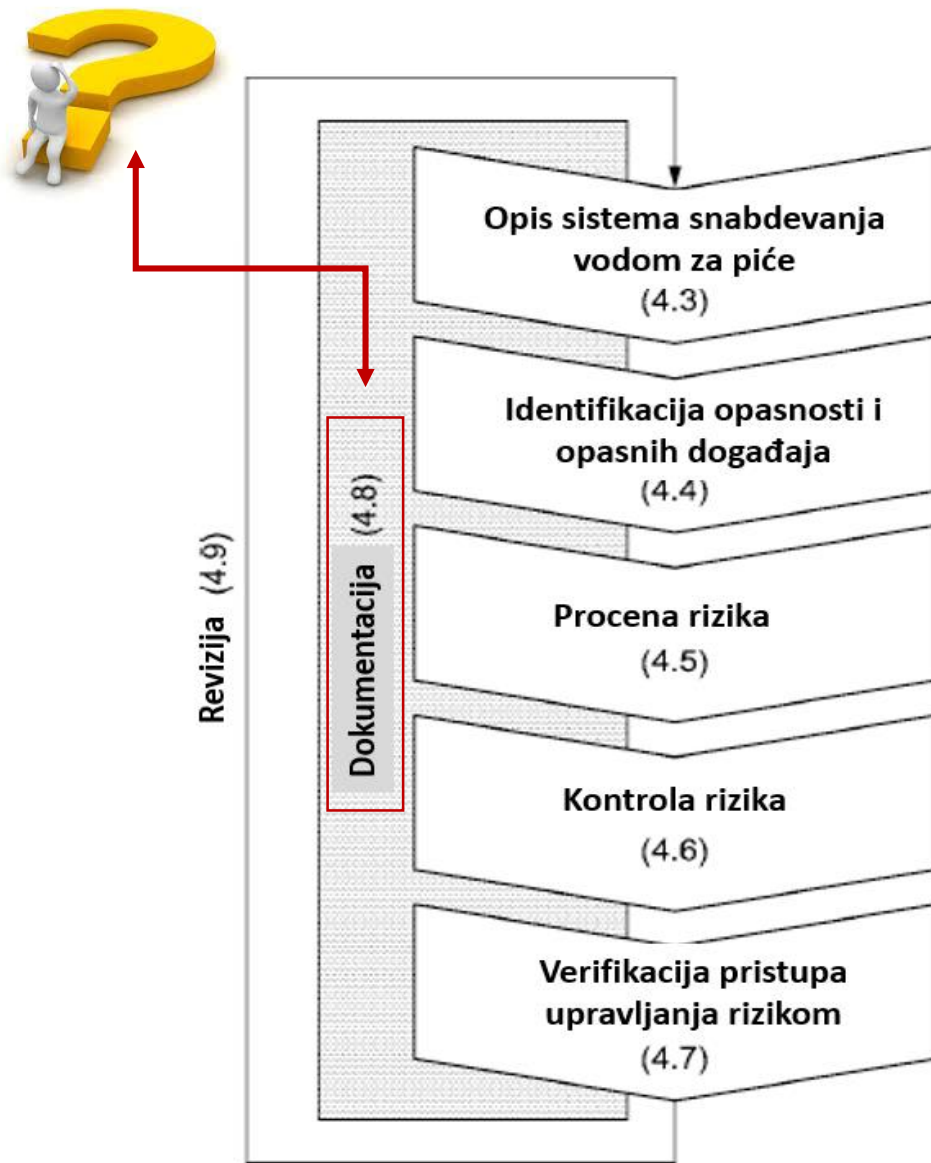 Opis sistema snabdevanja
vodom za piće
(4.3)
Identifikacija opasnosti i
opasnih događaja
(4.4)
Procena rizika
(4.5)
Kontrola rizika
(4.6)
Verifikacija pristupa
upravljanja rizikom
(4.7)
Dokumentacija (4.8)
Revizija (4.9)